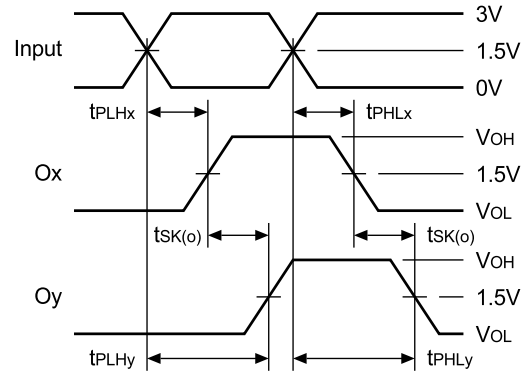 3V
Input 1.5V
0V
tPLHx tPHLx
VOH
Ox 1.5V
VOL
tSK(o) tSK(o)
VOH
Oy 1.5V
VOL
tPLHy tPHLy